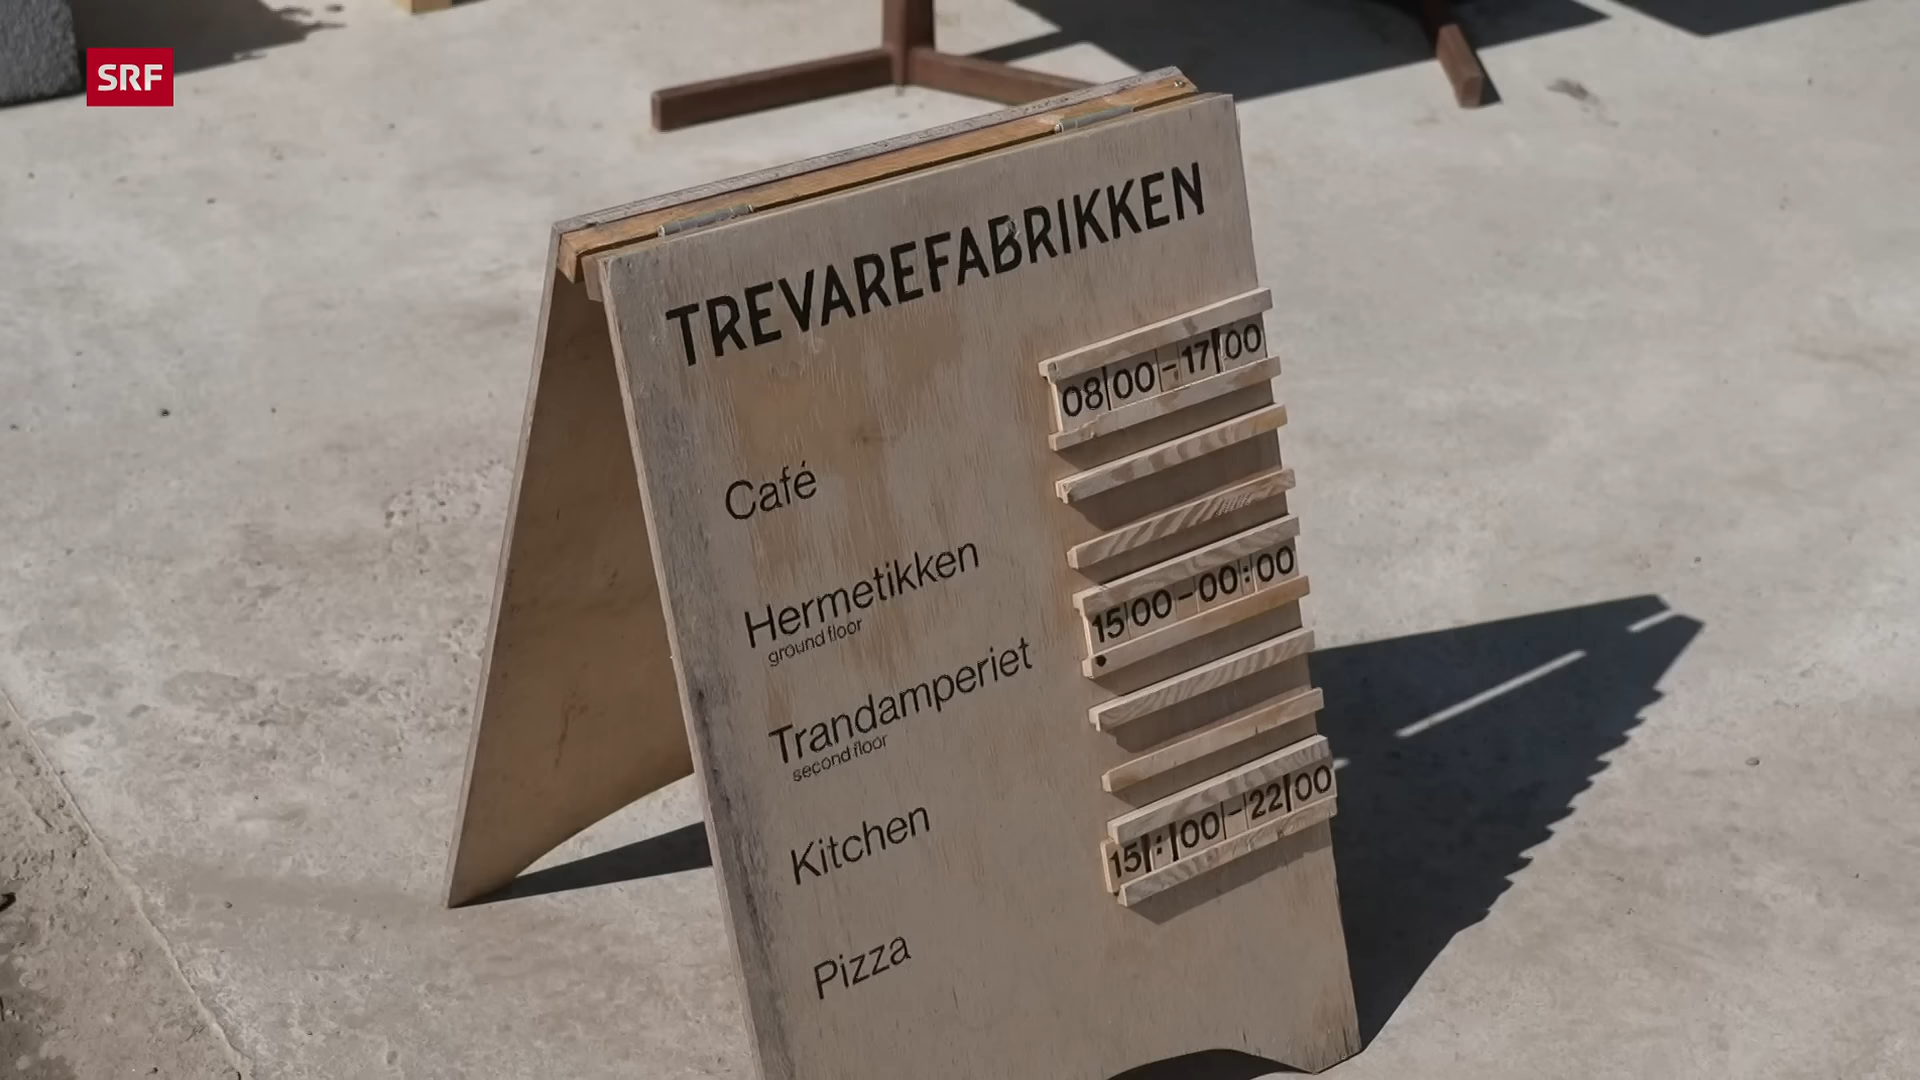 SRF
TREVAREFABRIKKEN
08 00 - 17 00
Café
Hermetikken
ground floor
15 00 - 00:00
Trandamperiet
second floor
Kitchen
15 : 00 - 22 00
Pizza